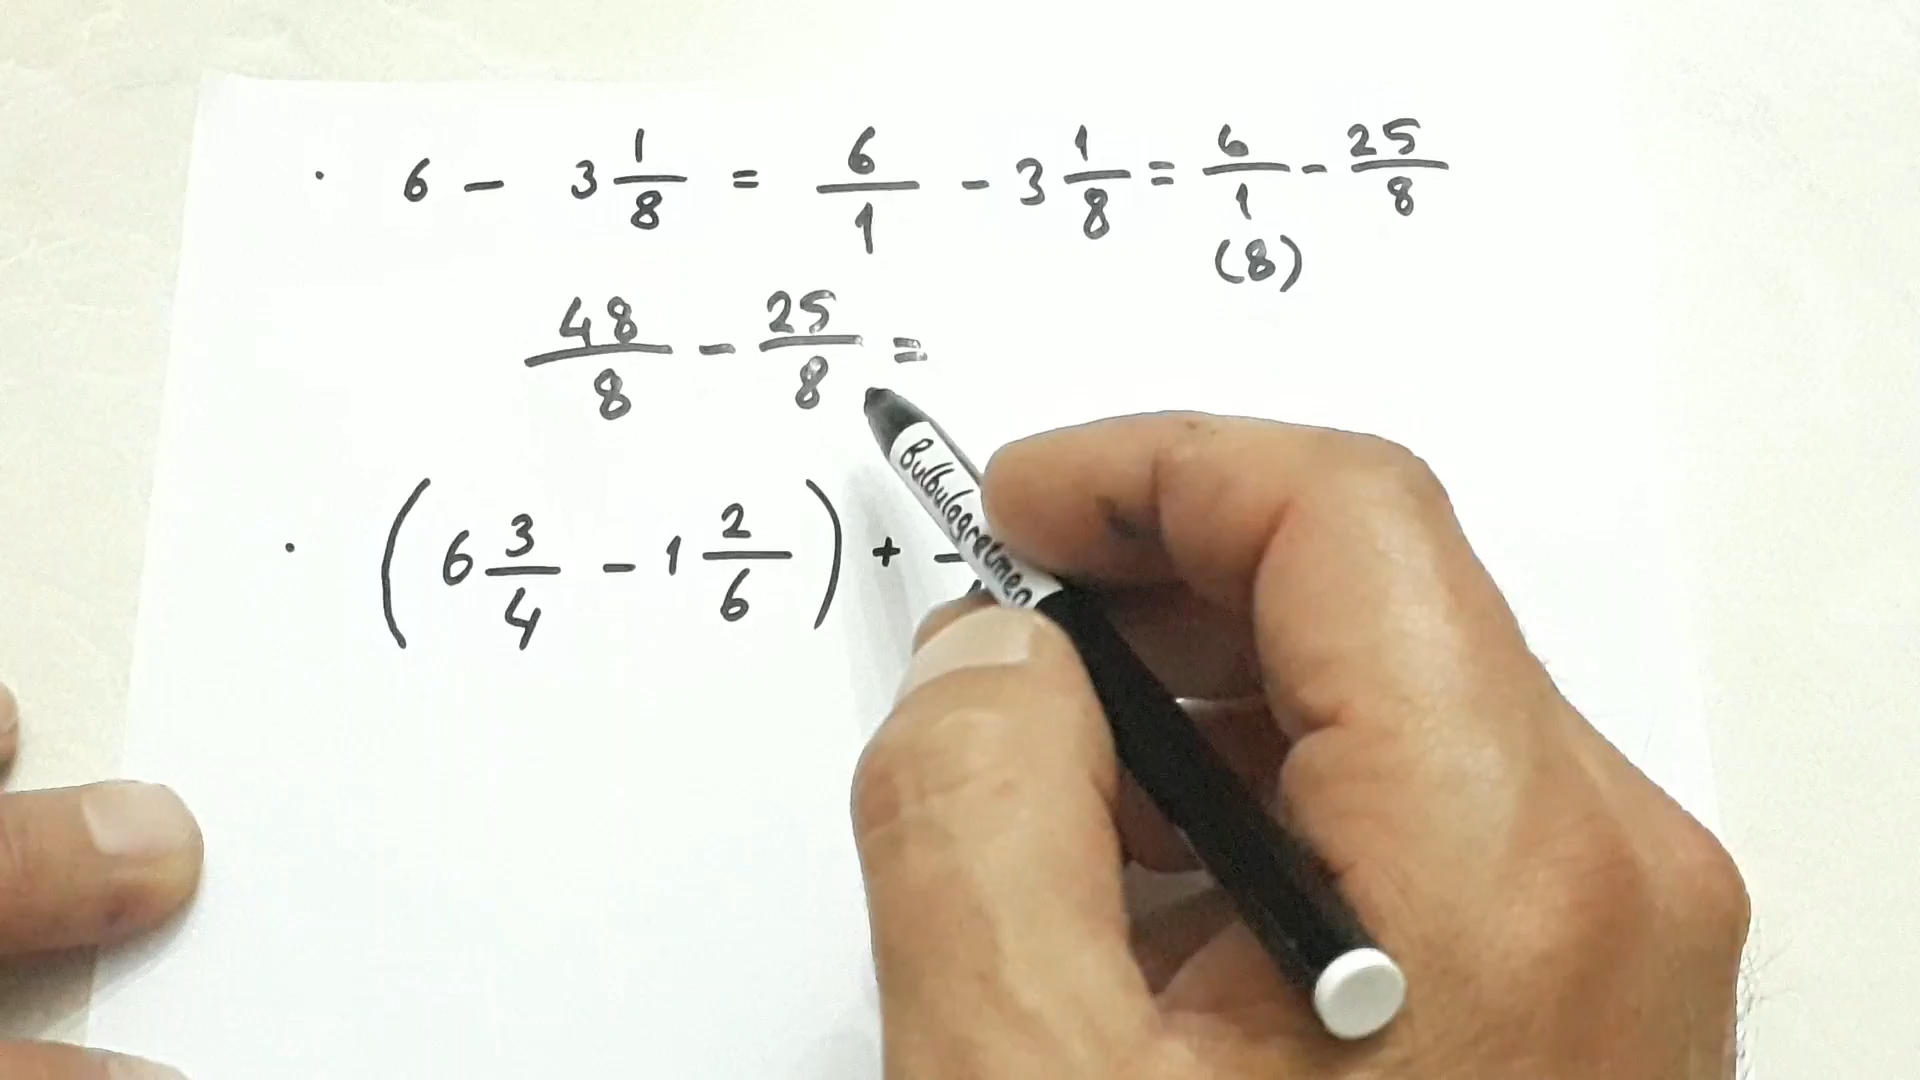 · 6 - 3 1/8 = 6/1 - 3 1/8 = 6/1 - 25/8
(8)
48/8 - 25/8 =
· (6 3/4 - 1 2/6) +
Bulbulogretmen